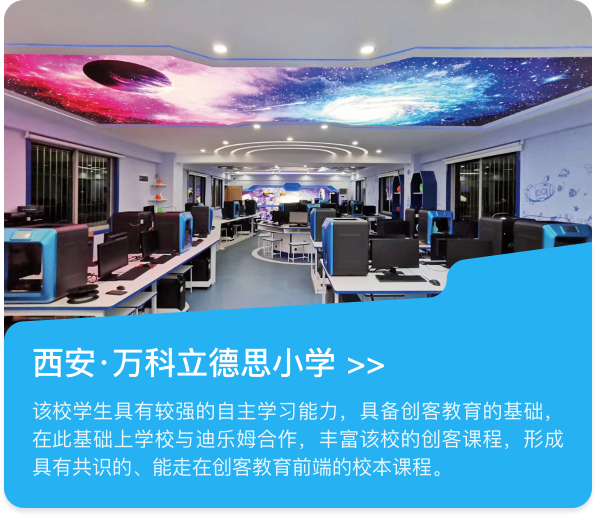 西安·万科立德思小学 >>
该校学生具有较强的自主学习能力，具备创客教育的基础，
在此基础上学校与迪乐姆合作，丰富该校的创客课程，形成
具有共识的、能走在创客教育前端的校本课程。